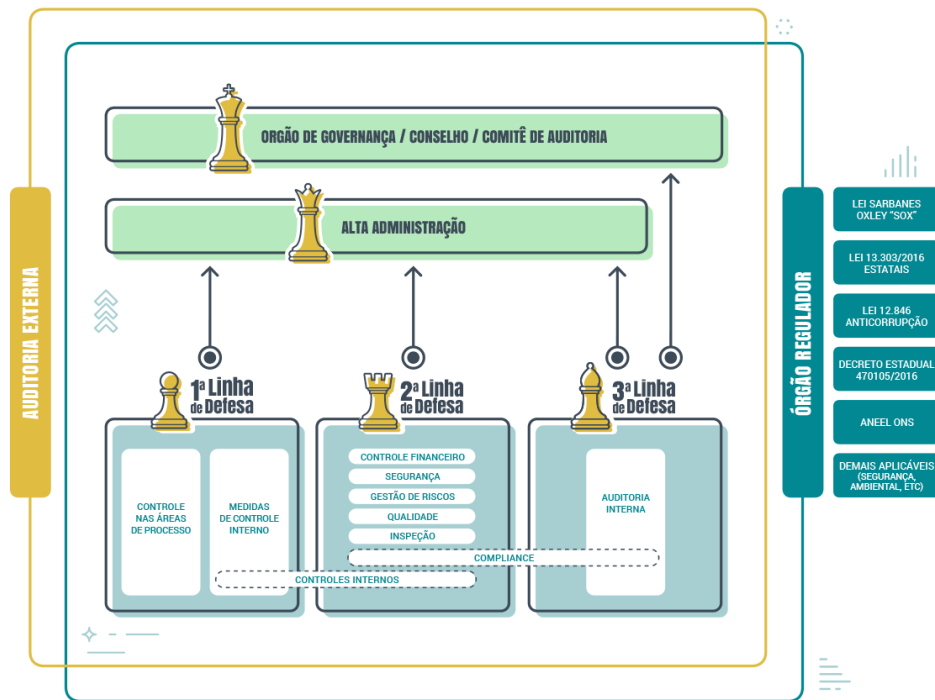 ORGÃO DE GOVERNANÇA / CONSELHO / COMITÊ DE AUDITORIA
ALTA ADMINISTRAÇÃO
AUDITORIA EXTERNA
ÓRGÃO REGULADOR
LEI SARBANES
OXLEY "SOX"
LEI 13.303/2016
ESTATAIS
LEI 12.846
ANTICORRUPÇÃO
DECRETO ESTADUAL
470105/2016
ANEEL ONS
DEMAIS APLICÁVEIS
(SEGURANÇA,
AMBIENTAL, ETC)
1ª Linha
de Defesa
CONTROLE
NAS ÁREAS
DE PROCESSO
MEDIDAS
DE CONTROLE
INTERNO
2ª Linha
de Defesa
CONTROLE FINANCEIRO
SEGURANÇA
GESTÃO DE RISCOS
QUALIDADE
INSPEÇÃO
3ª Linha
de Defesa
AUDITORIA
INTERNA
COMPLIANCE
CONTROLES INTERNOS